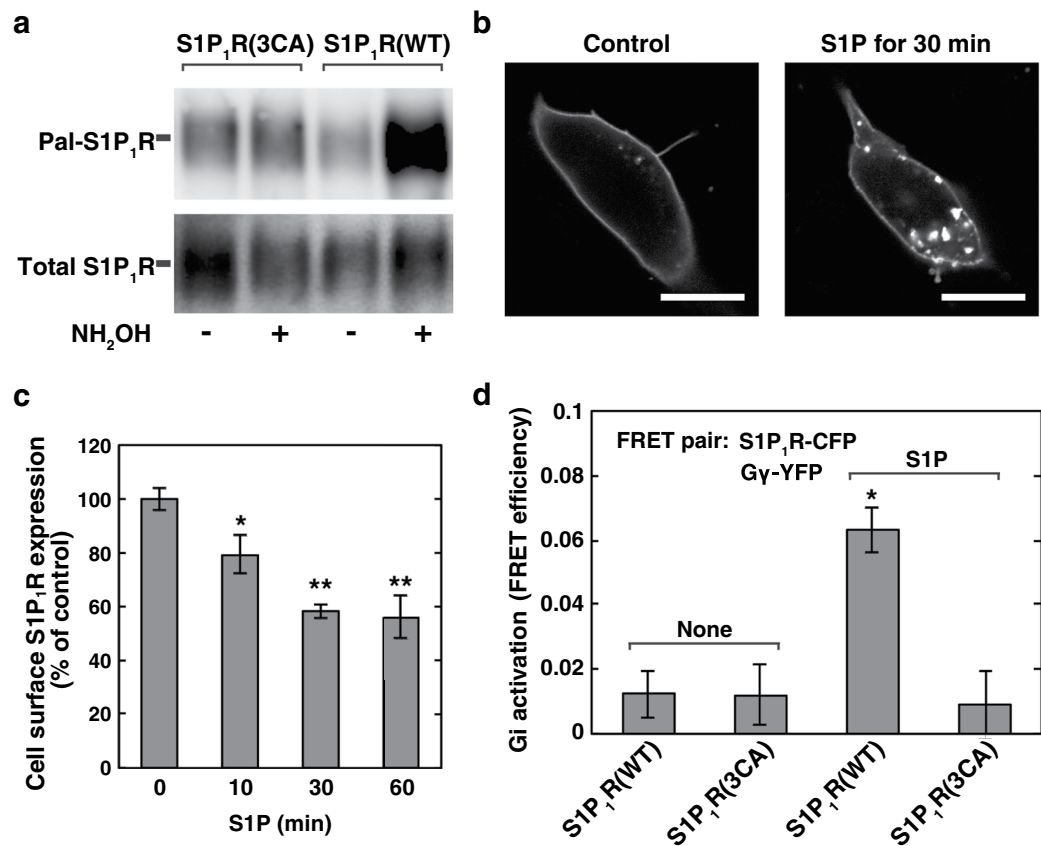 a
S1P₁R(3CA) S1P₁R(WT)
Pal-S1P₁R
Total S1P₁R
NH₂OH - + - +
b
Control
S1P for 30 min
c
Cell surface S1P₁R expression
(% of control)
120
100
80
60
40
20
0
*
**
**
0 10 30 60
S1P (min)
d
Gi activation (FRET efficiency)
0.1
0.08
0.06
0.04
0.02
0
FRET pair: S1P₁R-CFP
Gγ-YFP
S1P
*
None
S1P₁R(WT)
S1P₁R(3CA)
S1P₁R(WT)
S1P₁R(3CA)